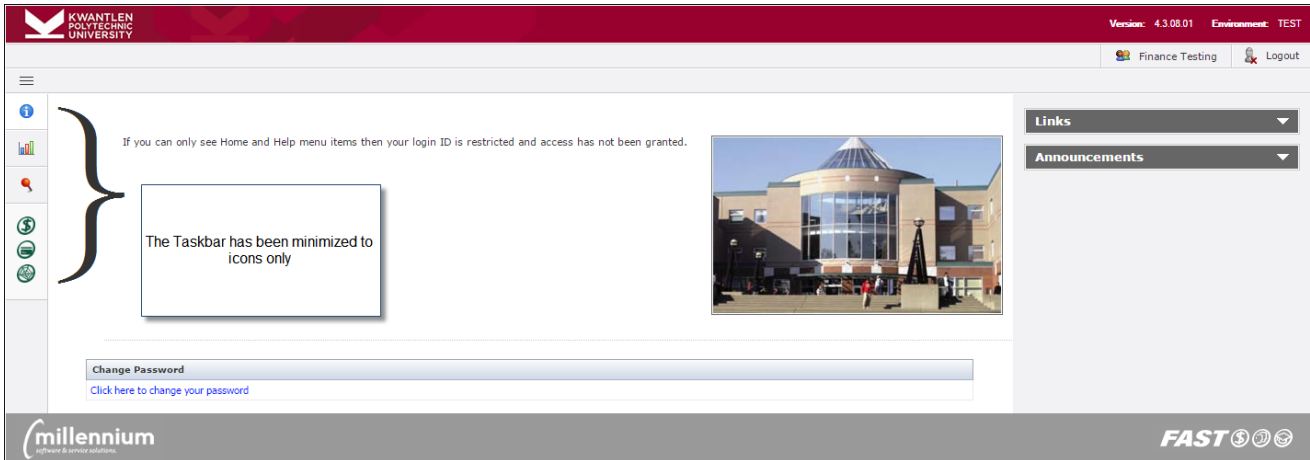 KWANTLEN
POLYTECHNIC
UNIVERSITY
Version: 4.3.08.01 Environment: TEST
Finance Testing Logout
If you can only see Home and Help menu items then your login ID is restricted and access has not been granted.
Links
Announcements
The Taskbar has been minimized to
icons only
Change Password
Click here to change your password
millennium
software & service solutions.
FAST